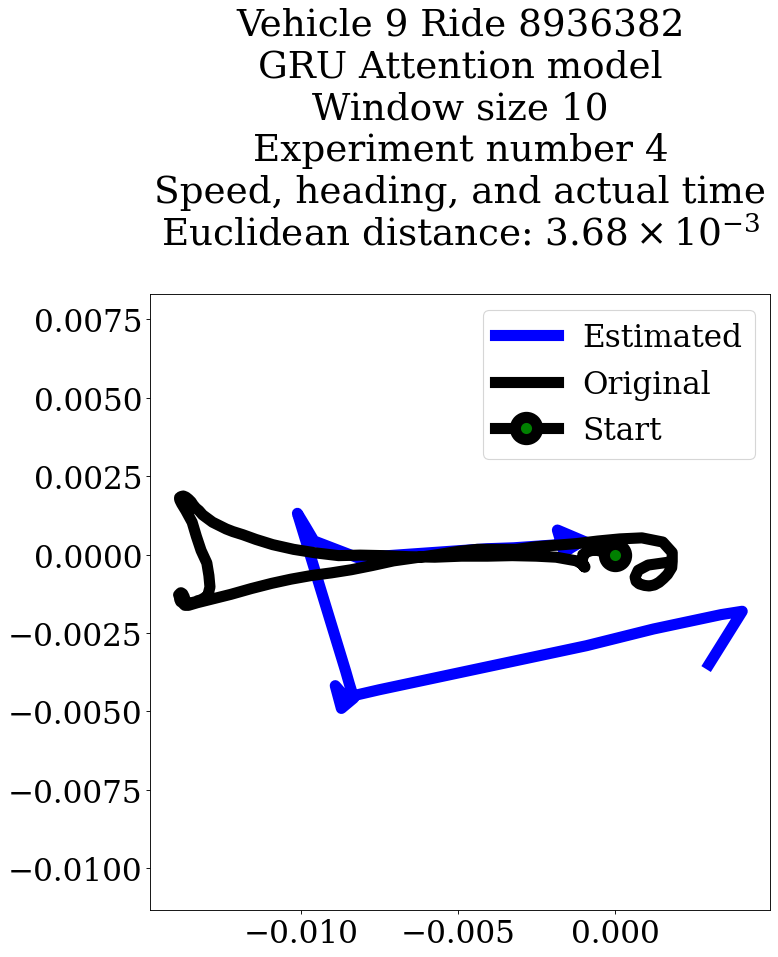 Vehicle 9 Ride 8936382
GRU Attention model
Window size 10
Experiment number 4
Speed, heading, and actual time
Euclidean distance: 3.68 × 10⁻³
0.0075
0.0050
0.0025
0.0000
−0.0025
−0.0050
−0.0075
−0.0100
Estimated
Original
Start
−0.010
−0.005
0.000